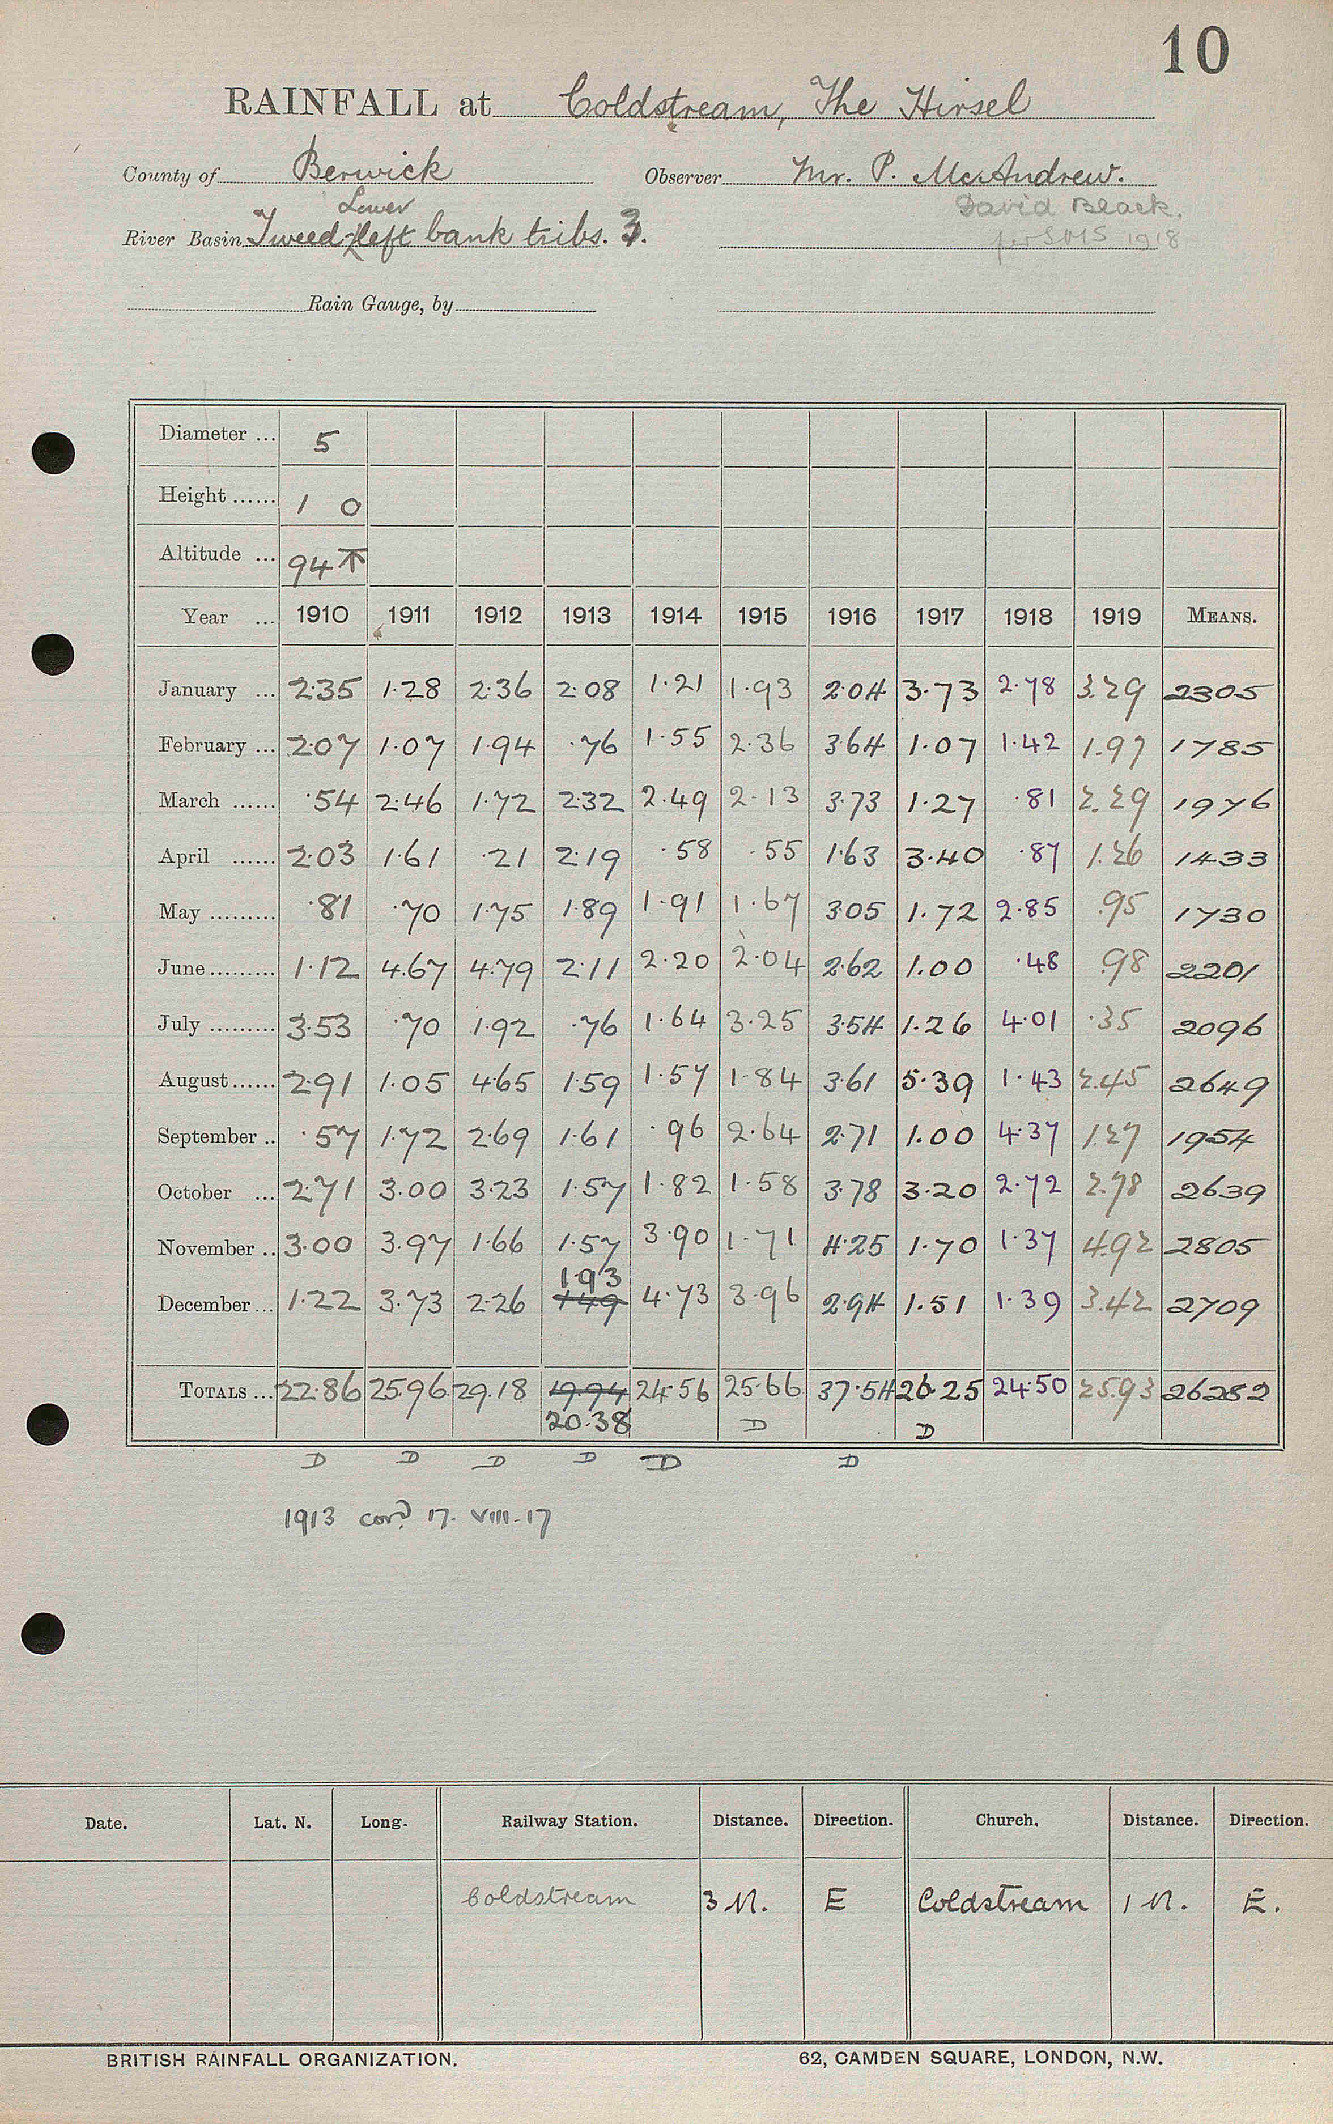 10
RAINFALL at Coldstream, The Hirsel
County of Berwick Observer Mr. P. McAndrew.
Lower David Black.
River Basin Tweed left bank tribs. 3. per SMS 1918
Rain Gauge, by
Diameter ... 5
Height ...... 1 0
Altitude ... 94
Year ... 1910 1911 1912 1913 1914 1915 1916 1917 1918 1919 MEANS.
January ... 2.35 1.28 2.36 2.08 1.21 1.93 2.04 3.73 2.78 3.29 2305
February ... 2.07 1.07 1.94 .76 1.55 2.36 3.64 1.07 1.42 1.97 1785
March ...... .54 2.46 1.72 2.32 2.49 2.13 3.73 1.27 .81 2.29 1976
April ...... 2.03 1.61 .21 2.19 .58 .55 1.63 3.40 .87 1.26 1433
May ......... .81 .70 1.75 1.89 1.91 1.67 3.05 1.72 2.85 .95 1730
June ......... 1.12 4.67 4.79 2.11 2.20 2.04 2.62 1.00 .48 .98 2201
July ......... 3.53 .70 1.92 .76 1.64 3.25 3.54 1.26 4.01 .35 2096
August ...... 2.91 1.05 4.65 1.59 1.57 1.84 3.61 5.39 1.43 2.45 2649
September .. .57 1.72 2.69 1.61 .96 2.64 2.71 1.00 4.37 1.27 1954
October ... 2.71 3.00 3.23 1.57 1.82 1.58 3.78 3.20 2.72 2.78 2639
November .. 3.00 3.97 1.66 1.57 3.90 1.71 4.25 1.70 1.37 4.92 2805
1.93
December ... 1.22 3.73 2.26 1.49 4.73 3.96 2.94 1.51 1.39 3.42 2709
TOTALS ... 22.86 25.96 29.18 19.94 24.56 25.66 37.54 26.25 24.50 25.93 26282
20.38 D D
D D D D D D
1913 cord. 17. VIII. 17
Date. Lat. N. Long. Railway Station. Distance. Direction. Church. Distance. Direction.
Coldstream 3 M. E Coldstream 1 M. E.
BRITISH RAINFALL ORGANIZATION. 62, CAMDEN SQUARE, LONDON, N.W.